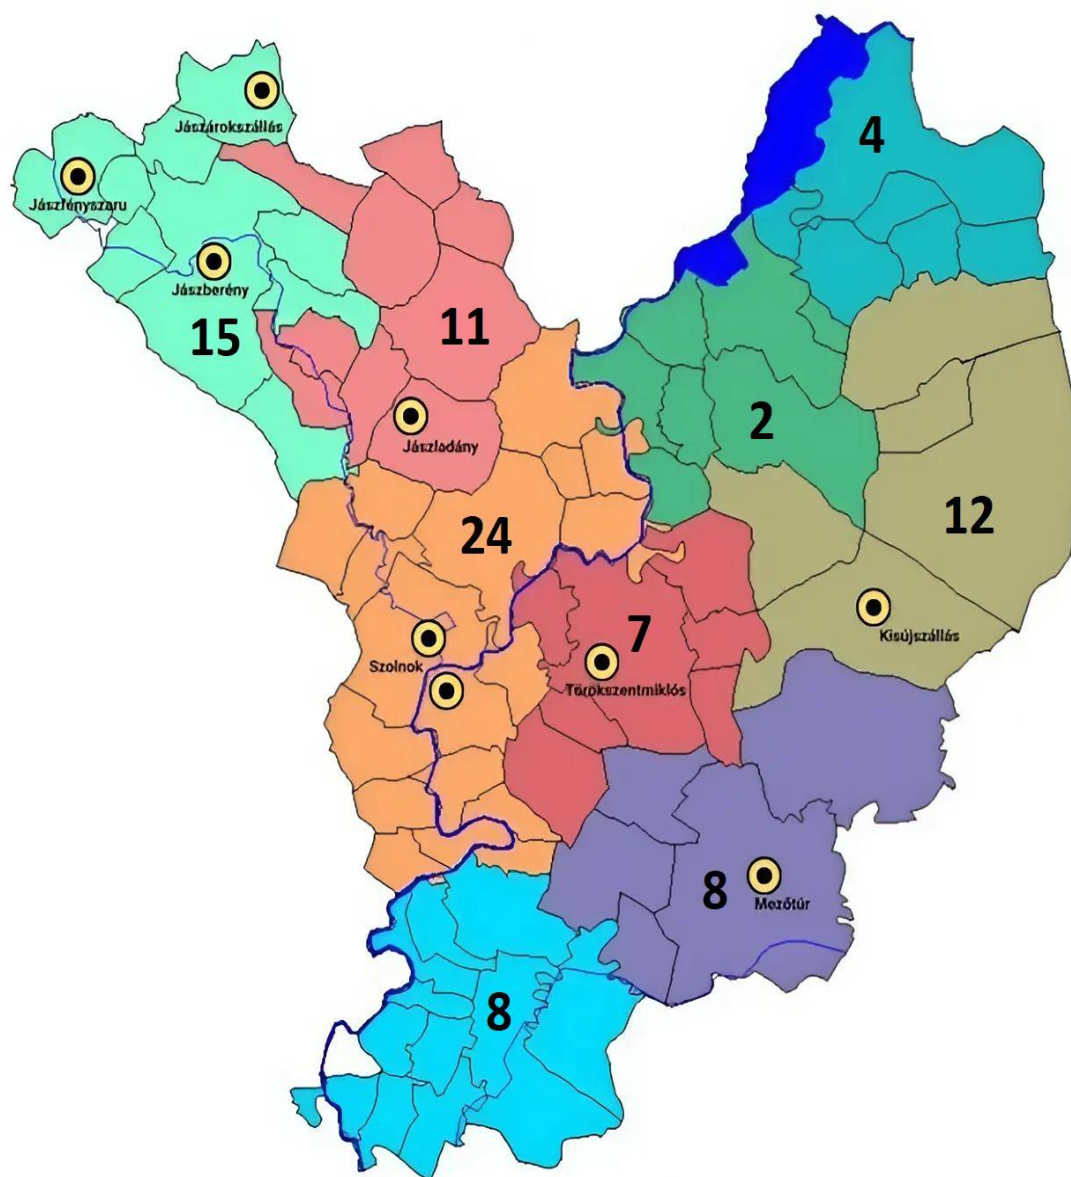 Jászárokszállás
4
Jászfényszaru
Jászberény
15
11
Jászladány
2
24
12
7
Kisújszállás
Szolnok
Törökszentmiklós
8
Mezőtúr
8